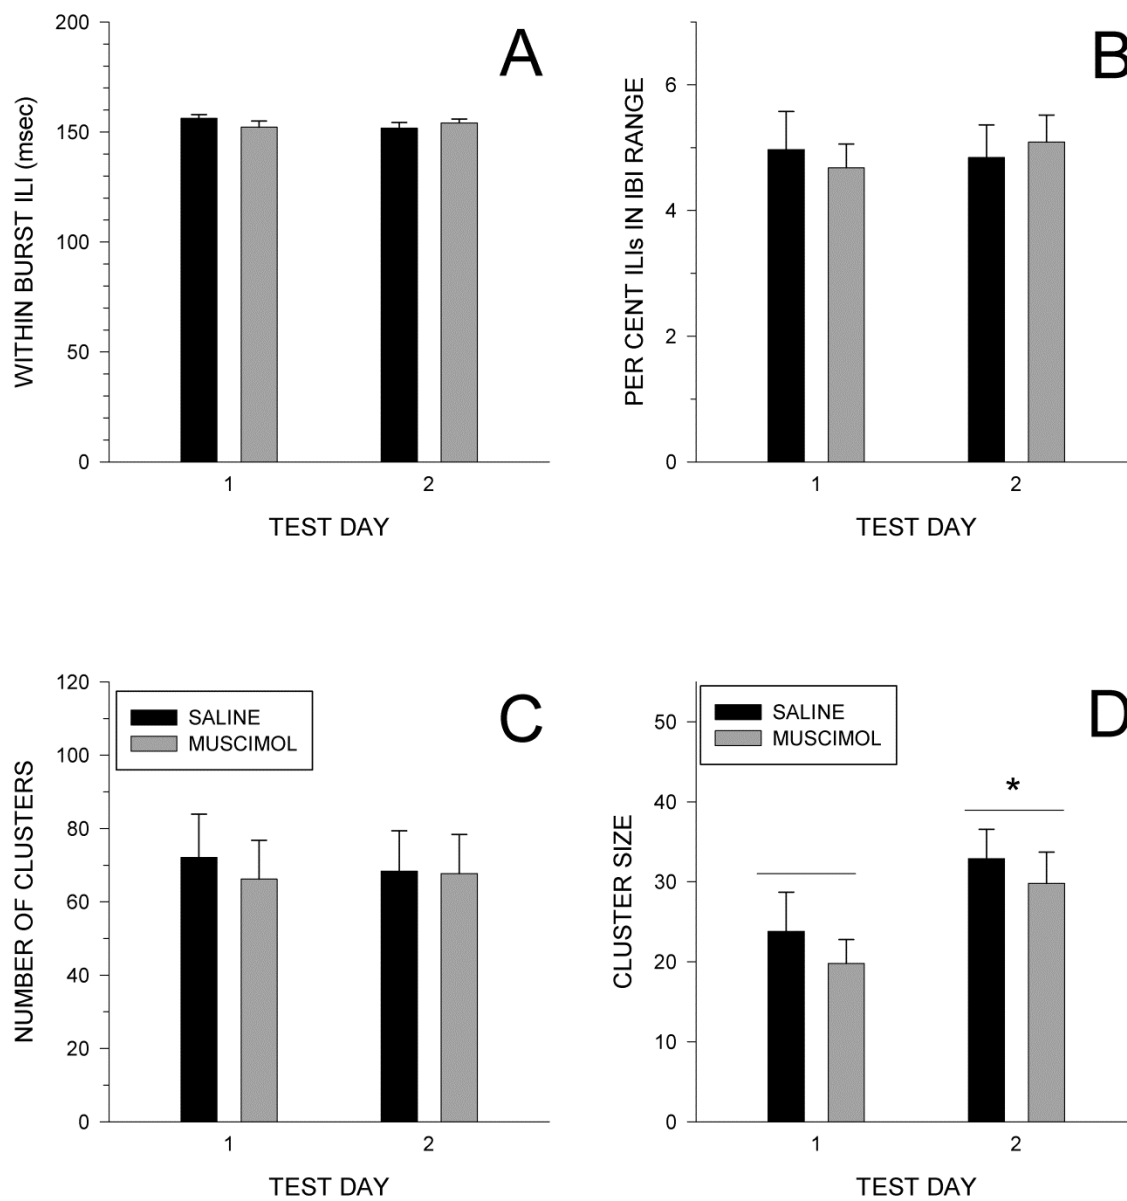 A
WITHIN BURST ILI (msec)
200
150
100
50
0
1
2
TEST DAY
B
PER CENT ILIs IN IBI RANGE
6
4
2
0
1
2
TEST DAY
C
NUMBER OF CLUSTERS
120
100
80
60
40
20
0
SALINE
MUSCIMOL
1
2
TEST DAY
D
CLUSTER SIZE
50
40
30
20
10
0
SALINE
MUSCIMOL
*
1
2
TEST DAY